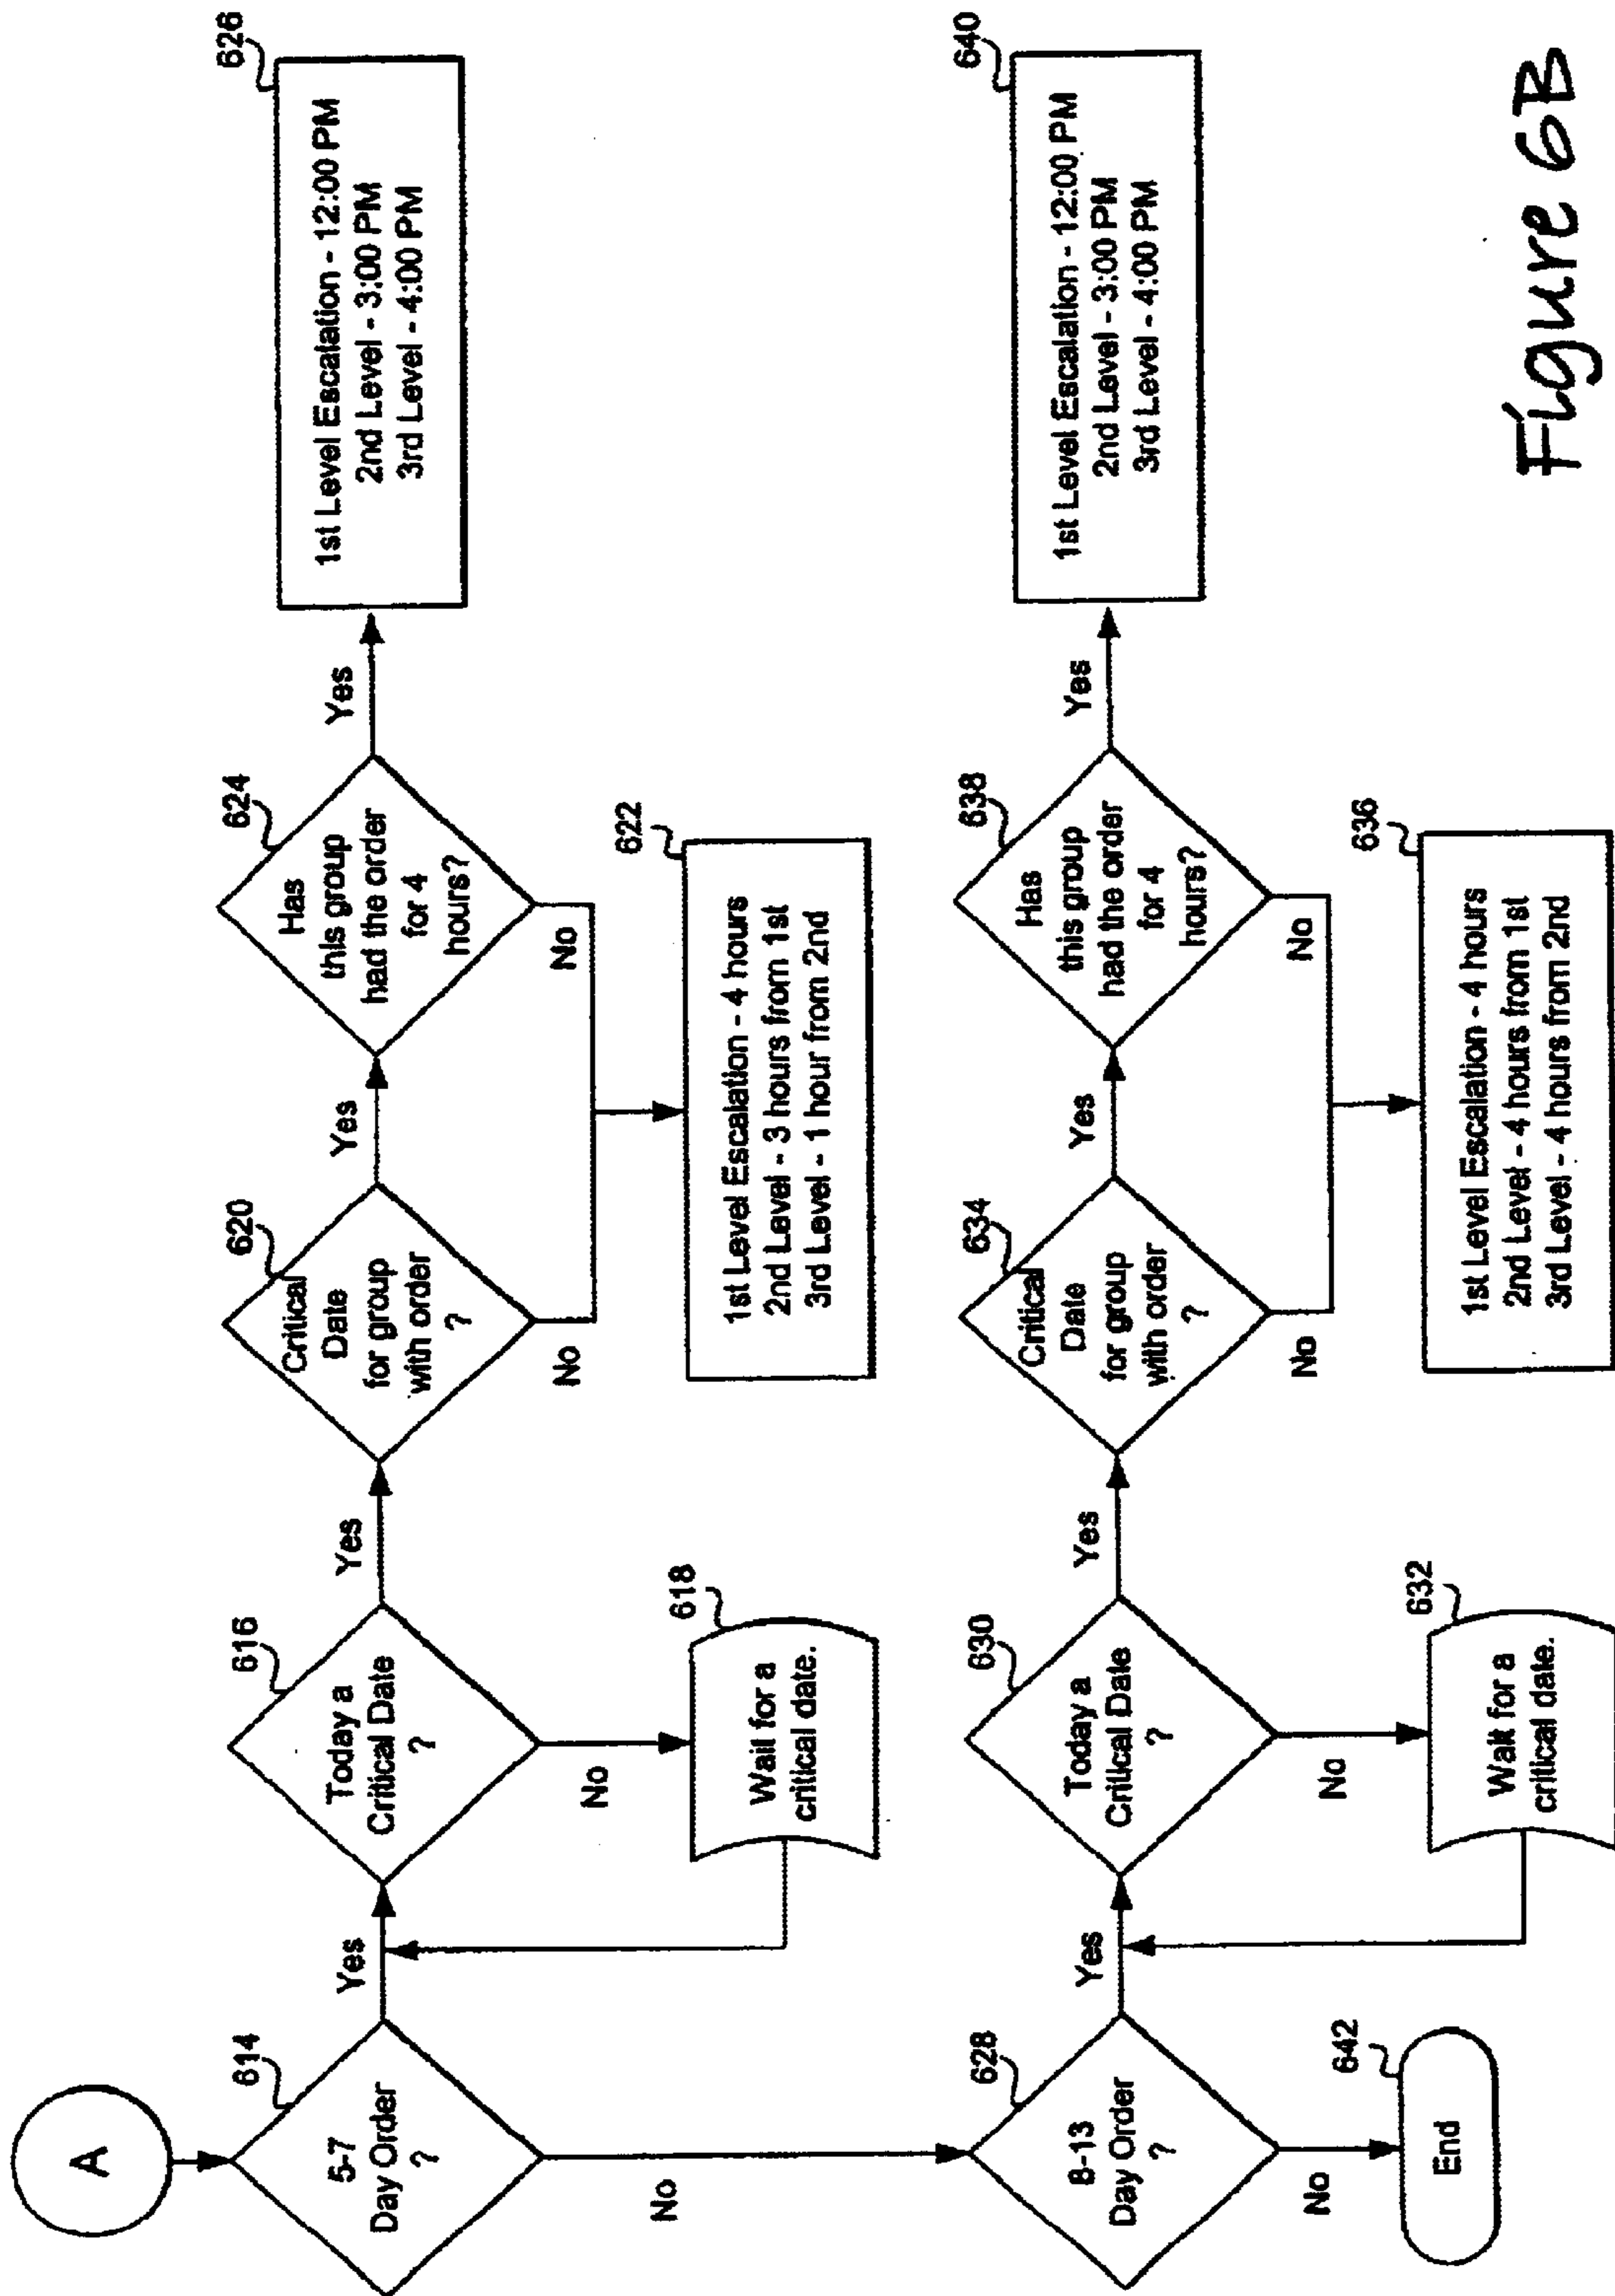 A
614
5-7
Day Order
?
Yes
No
616
Today a
Critical Date
?
Yes
No
618
Wait for a
critical date.
620
Critical
Date
for group
with order
?
Yes
No
624
Has
this group
had the order
for 4
hours?
Yes
No
622
1st Level Escalation - 4 hours
2nd Level - 3 hours from 1st
3rd Level - 1 hour from 2nd
626
1st Level Escalation - 12:00 PM
2nd Level - 3:00 PM
3rd Level - 4:00 PM
628
8-13
Day Order
?
Yes
No
642
End
630
Today a
Critical Date
?
Yes
No
632
Wait for a
critical date.
634
Critical
Date
for group
with order
?
Yes
No
638
Has
this group
had the order
for 4
hours?
Yes
No
636
1st Level Escalation - 4 hours
2nd Level - 4 hours from 1st
3rd Level - 4 hours from 2nd
640
1st Level Escalation - 12:00 PM
2nd Level - 3:00 PM
3rd Level - 4:00 PM
Figure 6B